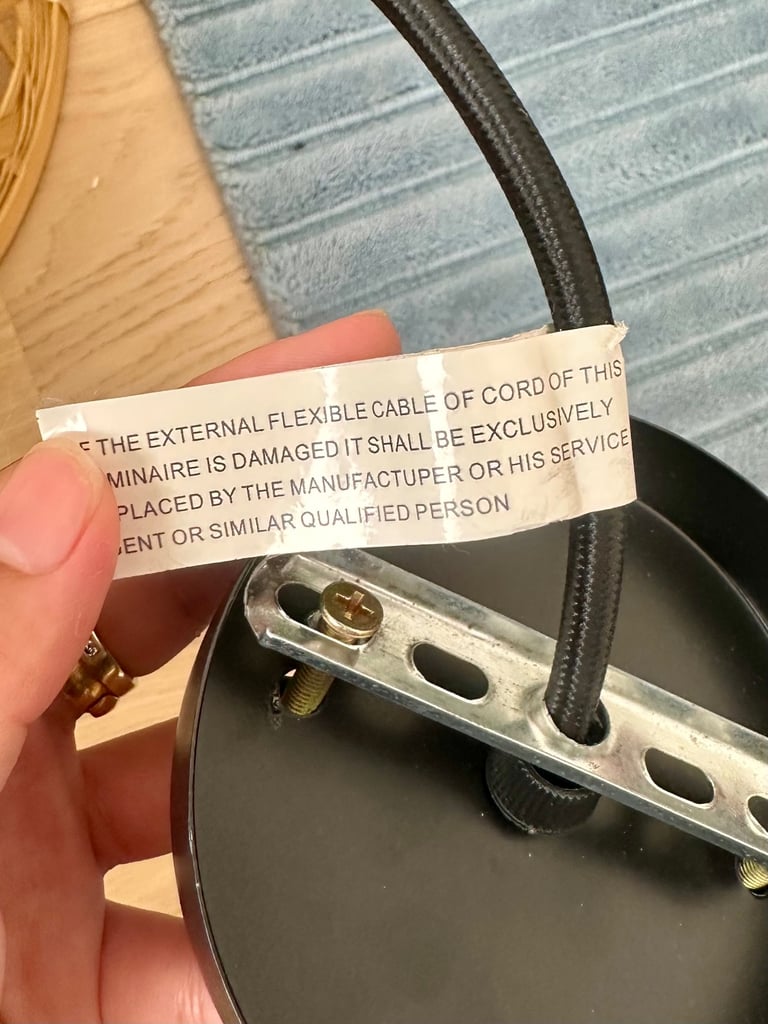 THE EXTERNAL FLEXIBLE CABLE OF CORD OF THIS
MINAIRE IS DAMAGED IT SHALL BE EXCLUSIVELY
PLACED BY THE MANUFACTUPER OR HIS SERVICE
ENT OR SIMILAR QUALIFIED PERSON